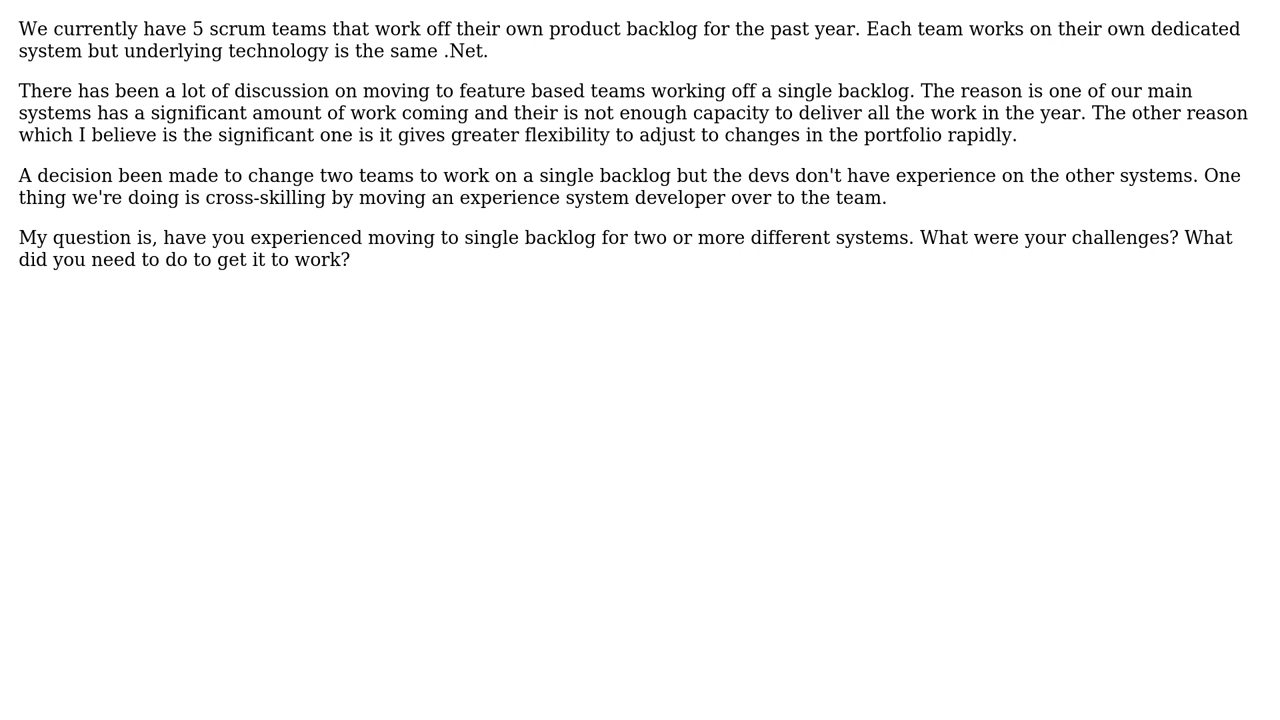 We currently have 5 scrum teams that work off their own product backlog for the past year. Each team works on their own dedicated
system but underlying technology is the same .Net.
There has been a lot of discussion on moving to feature based teams working off a single backlog. The reason is one of our main
systems has a significant amount of work coming and their is not enough capacity to deliver all the work in the year. The other reason
which I believe is the significant one is it gives greater flexibility to adjust to changes in the portfolio rapidly.
A decision been made to change two teams to work on a single backlog but the devs don't have experience on the other systems. One
thing we're doing is cross-skilling by moving an experience system developer over to the team.
My question is, have you experienced moving to single backlog for two or more different systems. What were your challenges? What
did you need to do to get it to work?